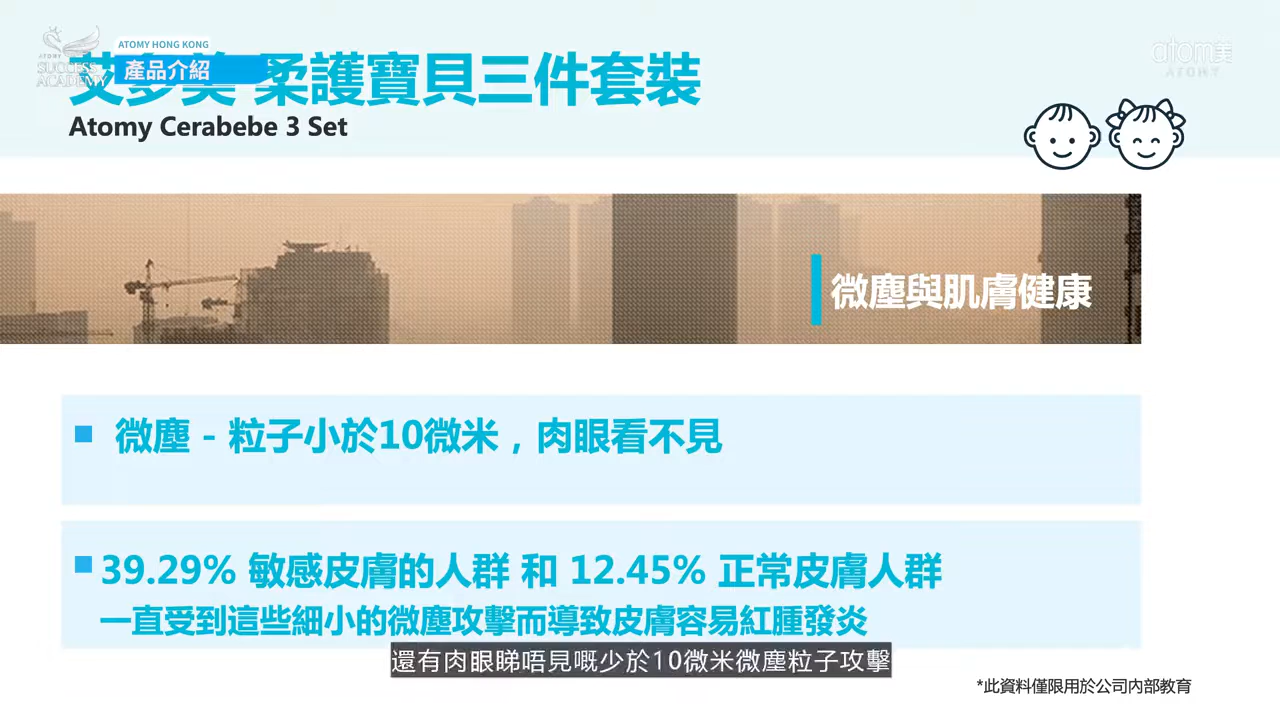 ATOMY HONG KONG
產品介紹
ATOMY
SUCCESS
ACADEMY
艾多美 柔護寶貝三件套裝
Atomy Cerabebe 3 Set
atom美
ATOMY
微塵與肌膚健康
微塵 - 粒子小於10微米，肉眼看不見
39.29% 敏感皮膚的人群 和 12.45% 正常皮膚人群
一直受到這些細小的微塵攻擊而導致皮膚容易紅腫發炎
還有肉眼睇唔見嘅少於10微米微塵粒子攻擊
*此資料僅限用於公司內部教育